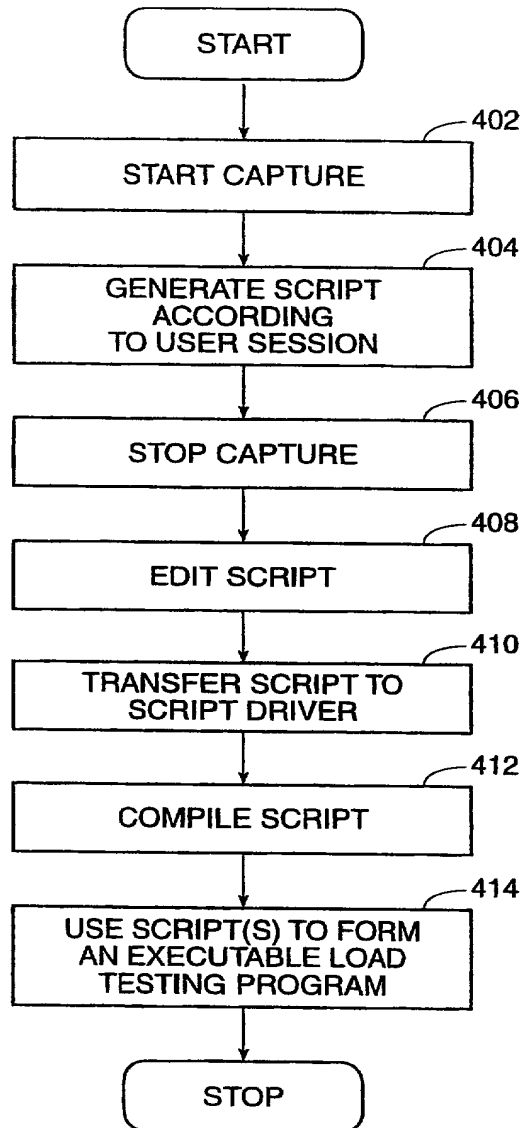 START
402
START CAPTURE
404
GENERATE SCRIPT
ACCORDING
TO USER SESSION
406
STOP CAPTURE
408
EDIT SCRIPT
410
TRANSFER SCRIPT TO
SCRIPT DRIVER
412
COMPILE SCRIPT
414
USE SCRIPT(S) TO FORM
AN EXECUTABLE LOAD
TESTING PROGRAM
STOP